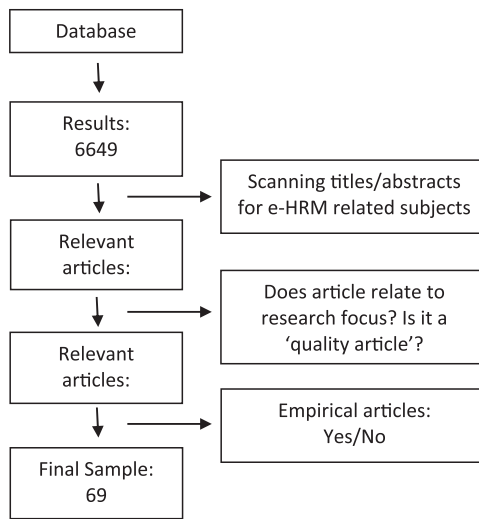 Database
Results:
6649
Scanning titles/abstracts
for e-HRM related subjects
Relevant
articles:
Does article relate to
research focus? Is it a
‘quality article’?
Relevant
articles:
Empirical articles:
Yes/No
Final Sample:
69